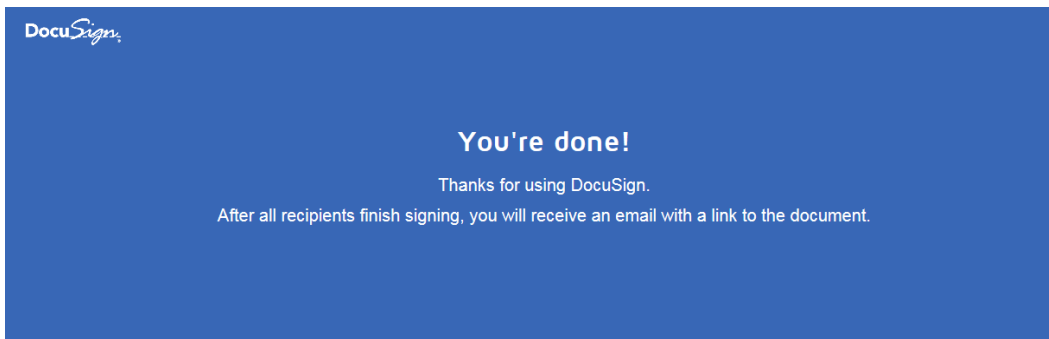 DocuSign
You're done!
Thanks for using DocuSign.
After all recipients finish signing, you will receive an email with a link to the document.